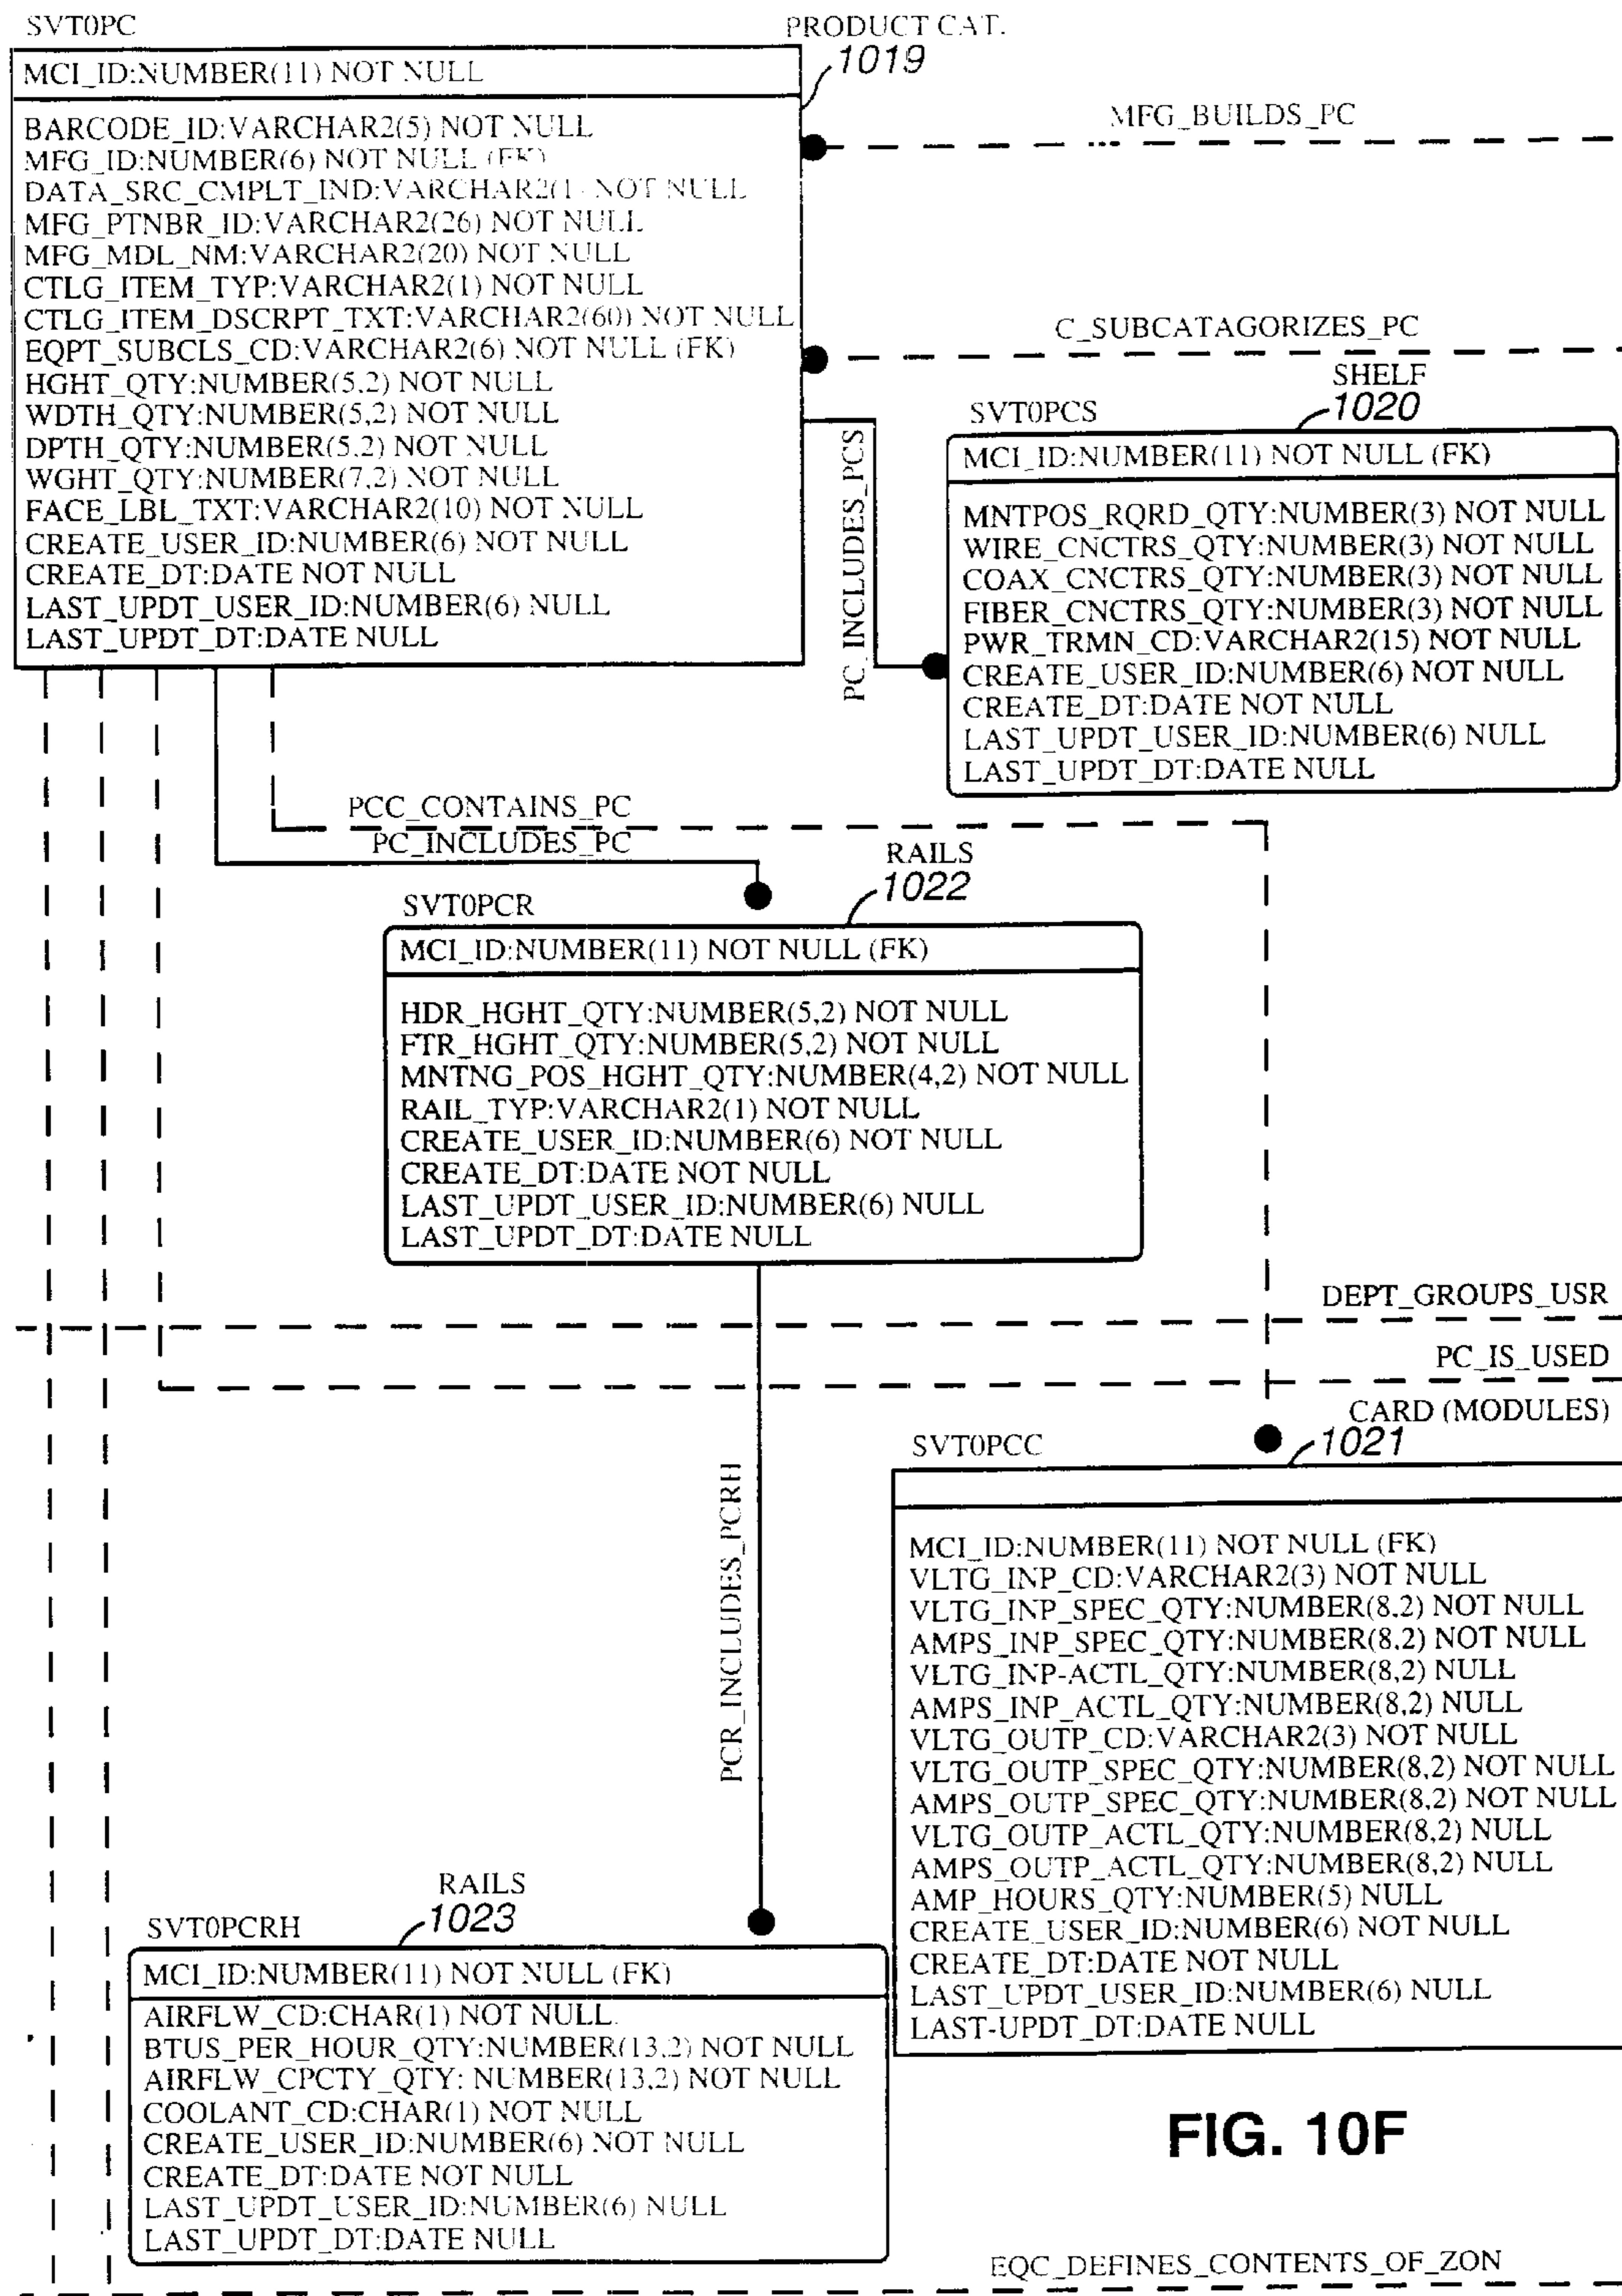 SVT0PC
PRODUCT CAT.
1019
MCI_ID:NUMBER(11) NOT NULL
BARCODE_ID:VARCHAR2(5) NOT NULL
MFG_ID:NUMBER(6) NOT NULL (FK)
DATA_SRC_CMPLT_IND:VARCHAR2(1) NOT NULL
MFG_PTNBR_ID:VARCHAR2(26) NOT NULL
MFG_MDL_NM:VARCHAR2(20) NOT NULL
CTLG_ITEM_TYP:VARCHAR2(1) NOT NULL
CTLG_ITEM_DSCRPT_TXT:VARCHAR2(60) NOT NULL
EQPT_SUBCLS_CD:VARCHAR2(6) NOT NULL (FK)
HGHT_QTY:NUMBER(5,2) NOT NULL
WDTH_QTY:NUMBER(5,2) NOT NULL
DPTH_QTY:NUMBER(5,2) NOT NULL
WGHT_QTY:NUMBER(7,2) NOT NULL
FACE_LBL_TXT:VARCHAR2(10) NOT NULL
CREATE_USER_ID:NUMBER(6) NOT NULL
CREATE_DT:DATE NOT NULL
LAST_UPDT_USER_ID:NUMBER(6) NULL
LAST_UPDT_DT:DATE NULL
MFG_BUILDS_PC
C_SUBCATAGORIZES_PC
PC_INCLUDES_PCS
SHELF
1020
SVT0PCS
MCI_ID:NUMBER(11) NOT NULL (FK)
MNTPOS_RQRD_QTY:NUMBER(3) NOT NULL
WIRE_CNCTRS_QTY:NUMBER(3) NOT NULL
COAX_CNCTRS_QTY:NUMBER(3) NOT NULL
FIBER_CNCTRS_QTY:NUMBER(3) NOT NULL
PWR_TRMN_CD:VARCHAR2(15) NOT NULL
CREATE_USER_ID:NUMBER(6) NOT NULL
CREATE_DT:DATE NOT NULL
LAST_UPDT_USER_ID:NUMBER(6) NULL
LAST_UPDT_DT:DATE NULL
PCC_CONTAINS_PC
PC_INCLUDES_PC
RAILS
1022
SVT0PCR
MCI_ID:NUMBER(11) NOT NULL (FK)
HDR_HGHT_QTY:NUMBER(5,2) NOT NULL
FTR_HGHT_QTY:NUMBER(5,2) NOT NULL
MNTNG_POS_HGHT_QTY:NUMBER(4,2) NOT NULL
RAIL_TYP:VARCHAR2(1) NOT NULL
CREATE_USER_ID:NUMBER(6) NOT NULL
CREATE_DT:DATE NOT NULL
LAST_UPDT_USER_ID:NUMBER(6) NULL
LAST_UPDT_DT:DATE NULL
DEPT_GROUPS_USR
PC_IS_USED
CARD (MODULES)
1021
SVT0PCC
MCI_ID:NUMBER(11) NOT NULL (FK)
VLTG_INP_CD:VARCHAR2(3) NOT NULL
VLTG_INP_SPEC_QTY:NUMBER(8,2) NOT NULL
AMPS_INP_SPEC_QTY:NUMBER(8,2) NOT NULL
VLTG_INP-ACTL_QTY:NUMBER(8,2) NULL
AMPS_INP_ACTL_QTY:NUMBER(8,2) NULL
VLTG_OUTP_CD:VARCHAR2(3) NOT NULL
VLTG_OUTP_SPEC_QTY:NUMBER(8,2) NOT NULL
AMPS_OUTP_SPEC_QTY:NUMBER(8,2) NOT NULL
VLTG_OUTP_ACTL_QTY:NUMBER(8,2) NULL
AMPS_OUTP_ACTL_QTY:NUMBER(8,2) NULL
AMP_HOURS_QTY:NUMBER(5) NULL
CREATE_USER_ID:NUMBER(6) NOT NULL
CREATE_DT:DATE NOT NULL
LAST_UPDT_USER_ID:NUMBER(6) NULL
LAST-UPDT_DT:DATE NULL
PCR_INCLUDES_PCRH
RAILS
1023
SVT0PCRH
MCI_ID:NUMBER(11) NOT NULL (FK)
AIRFLW_CD:CHAR(1) NOT NULL.
BTUS_PER_HOUR_QTY:NUMBER(13,2) NOT NULL
AIRFLW_CPCTY_QTY: NUMBER(13,2) NOT NULL
COOLANT_CD:CHAR(1) NOT NULL
CREATE_USER_ID:NUMBER(6) NOT NULL
CREATE_DT:DATE NOT NULL
LAST_UPDT_USER_ID:NUMBER(6) NULL
LAST_UPDT_DT:DATE NULL
FIG. 10F
EQC_DEFINES_CONTENTS_OF_ZON